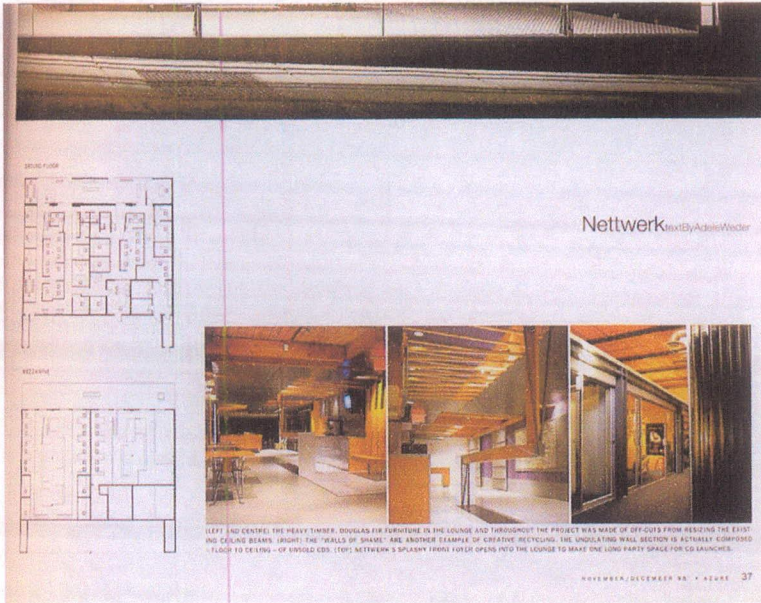 GROUND FLOOR
NettwerktextByAdeleWeder
MEZZANINE
(LEFT AND CENTRE) THE HEAVY TIMBER, DOUGLAS FIR FURNITURE IN THE LOUNGE AND THROUGHOUT THE PROJECT WAS MADE OF OFF-CUTS FROM RESIZING THE EXIST-
ING CEILING BEAMS. (RIGHT) THE "WALLS OF SHAME" ARE ANOTHER EXAMPLE OF CREATIVE RECYCLING. THE UNDULATING WALL SECTION IS ACTUALLY COMPOSED
– FLOOR TO CEILING – OF UNSOLD CDS. (TOP) NETTWERK'S SPLASHY FRONT FOYER OPENS INTO THE LOUNGE TO MAKE ONE LONG PARTY SPACE FOR CD LAUNCHES.
NOVEMBER/DECEMBER • AZURE 37